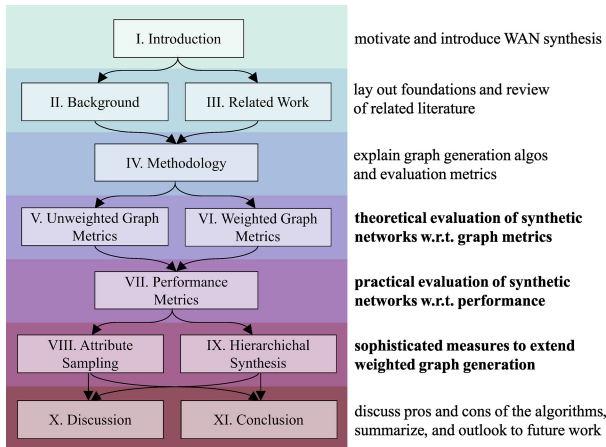 I. Introduction
motivate and introduce WAN synthesis
II. Background
III. Related Work
lay out foundations and review
of related literature
IV. Methodology
explain graph generation algos
and evaluation metrics
V. Unweighted Graph
Metrics
VI. Weighted Graph
Metrics
theoretical evaluation of synthetic
networks w.r.t. graph metrics
VII. Performance
Metrics
practical evaluation of synthetic
networks w.r.t. performance
VIII. Attribute
Sampling
IX. Hierarchichal
Synthesis
sophisticated measures to extend
weighted graph generation
X. Discussion
XI. Conclusion
discuss pros and cons of the algorithms,
summarize, and outlook to future work